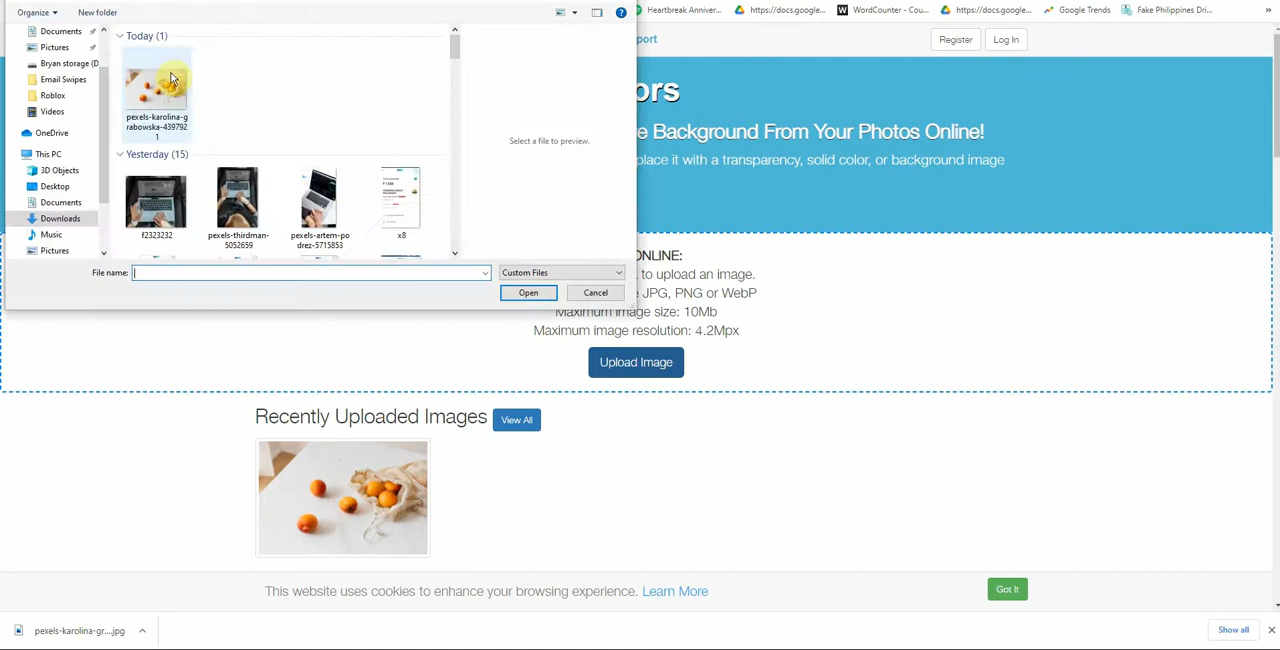 Organize
New folder
Heartbreak Anniver...
https://docs.google...
WordCounter - Cou...
https://docs.google...
Google Trends
Fake Philippines Dri...
»
Documents
Pictures
Bryan storage (D
Email Swipes
Roblox
Videos
OneDrive
This PC
3D Objects
Desktop
Documents
Downloads
Music
Pictures
Today (1)
pexels-karolina-g
rabowska-439792
1
Yesterday (15)
f2323232
pexels-thirdman-
5052659
pexels-artem-po
drez-5715853
x8
Select a file to preview.
File name:
Custom Files
Open
Cancel
port
Register
Log In
ors
e Background From Your Photos Online!
place it with a transparency, solid color, or background image
ONLINE:
to upload an image.
JPG, PNG or WebP
Maximum image size: 10Mb
Maximum image resolution: 4.2Mpx
Upload Image
Recently Uploaded Images
View All
This website uses cookies to enhance your browsing experience. Learn More
Got It
pexels-karolina-gr....jpg
Show all